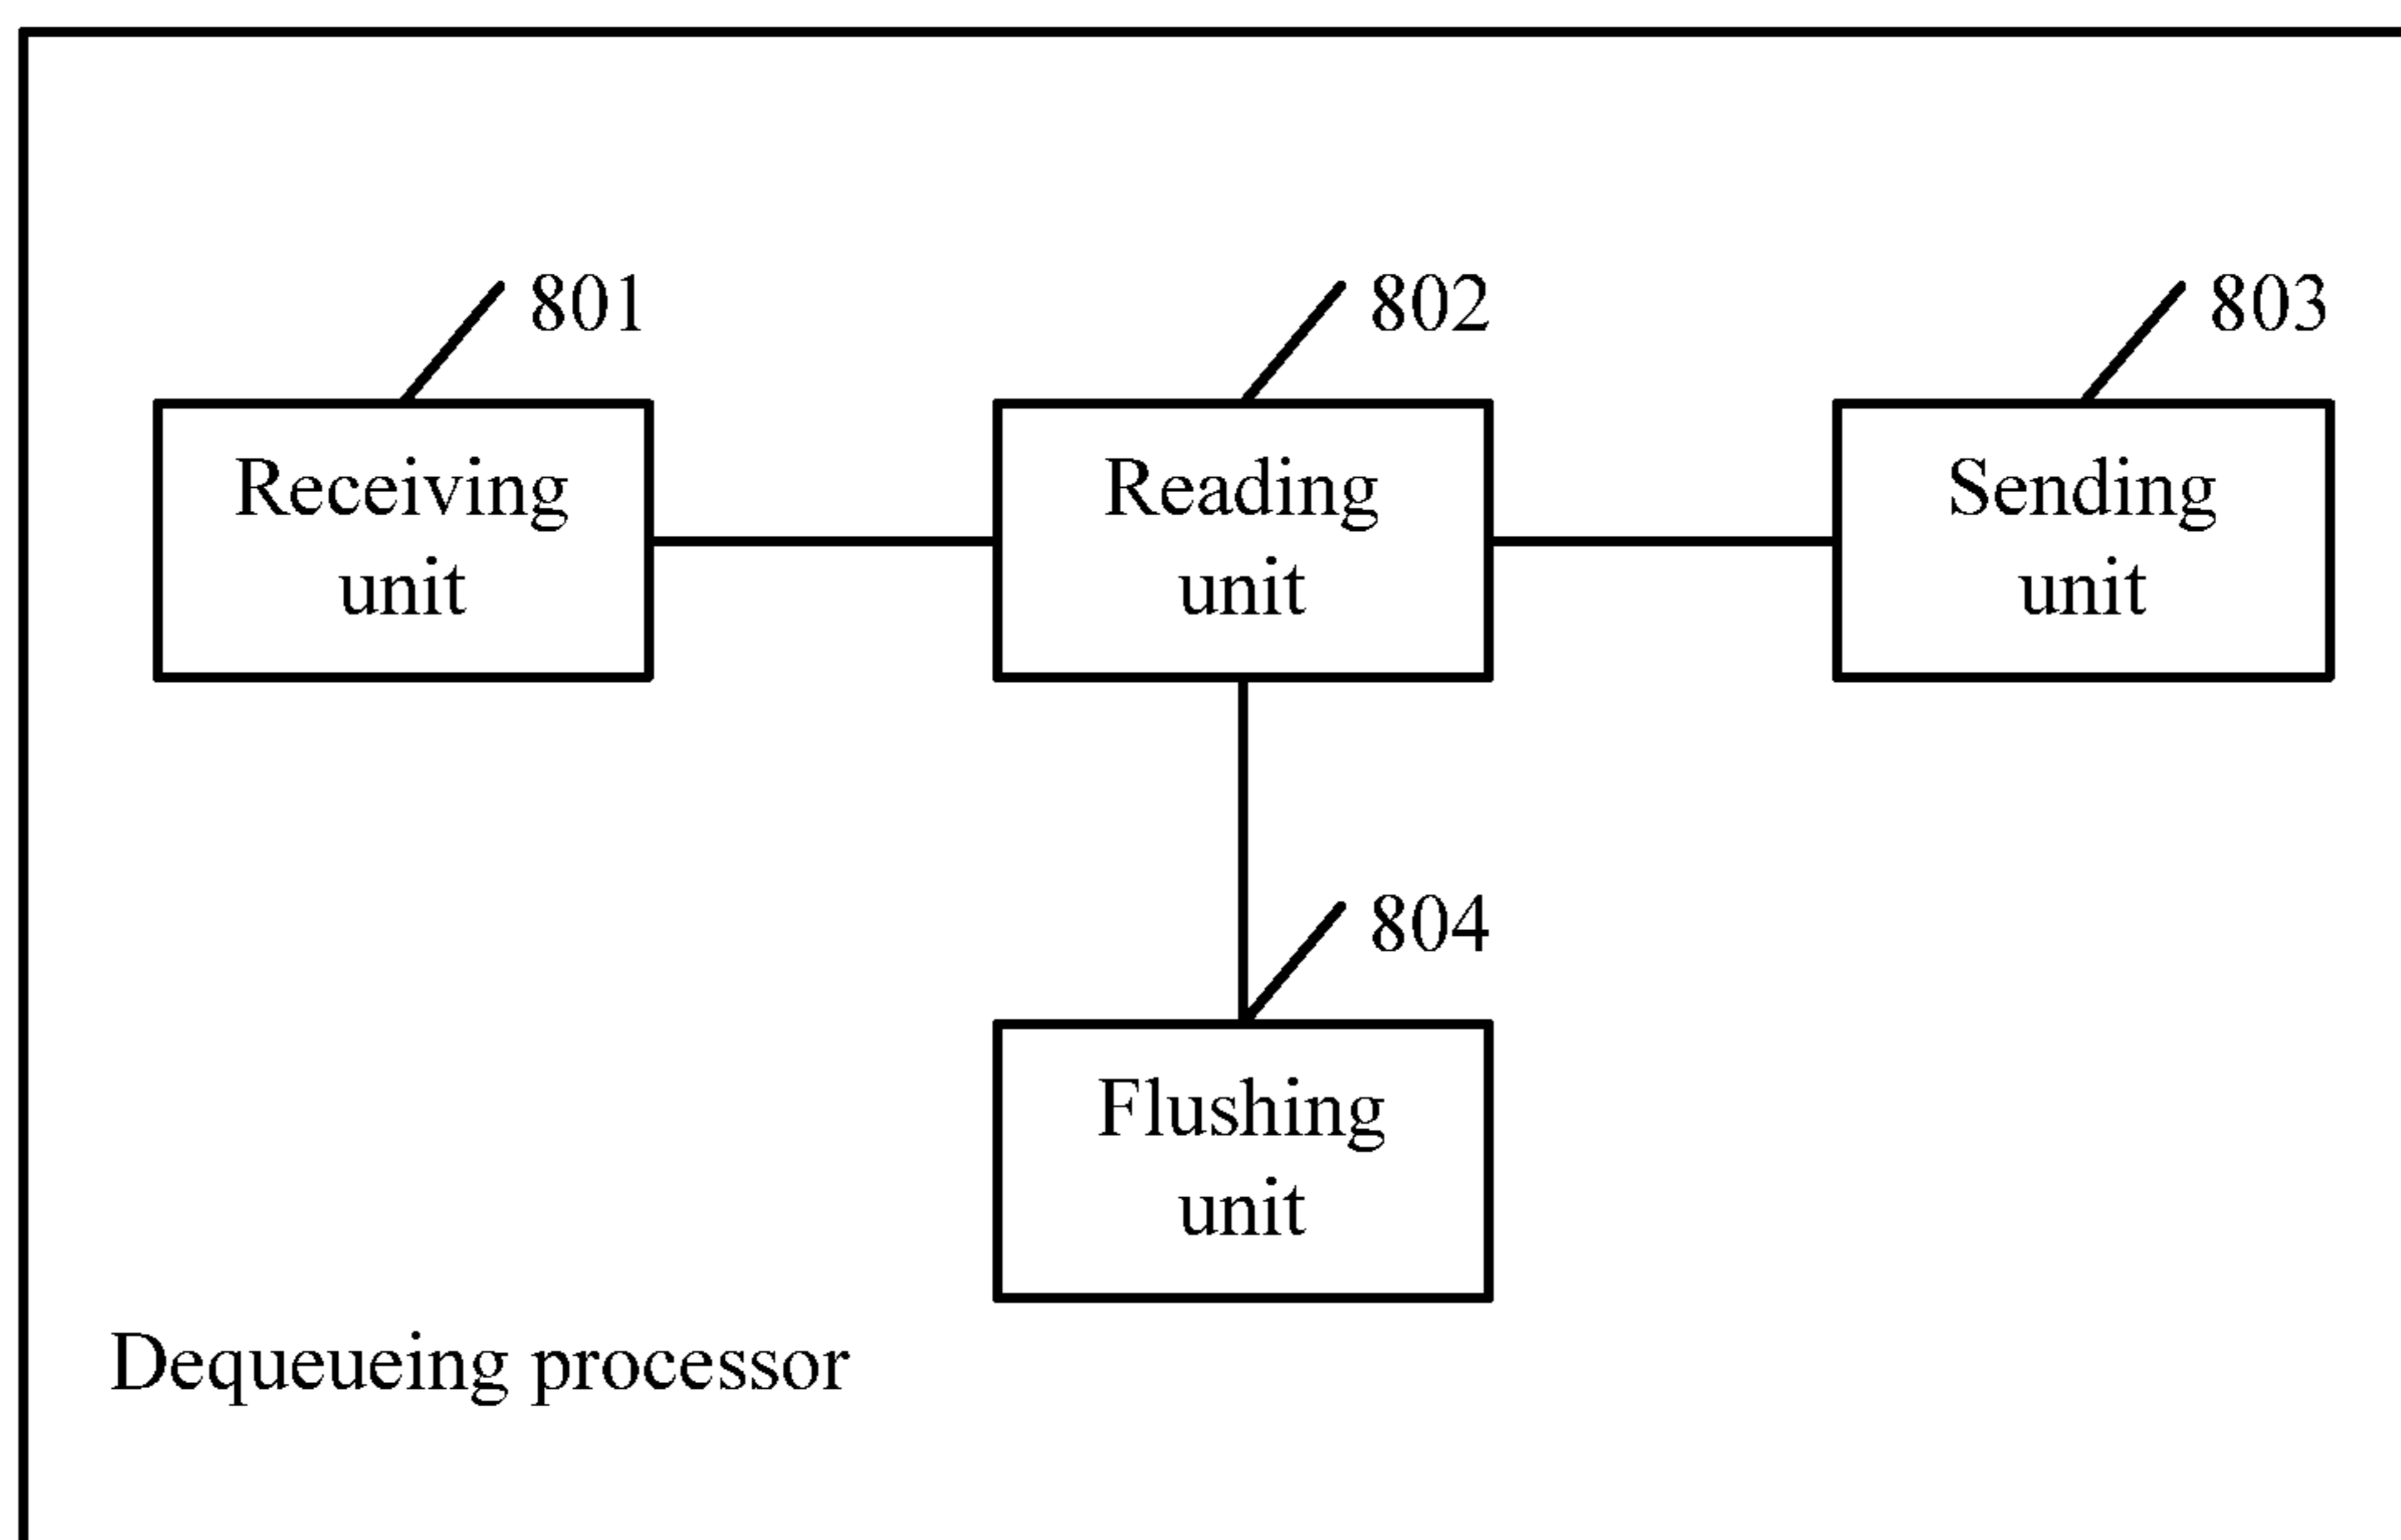 801
802
803
Receiving
unit
Reading
unit
Sending
unit
804
Flushing
unit
Dequeueing processor